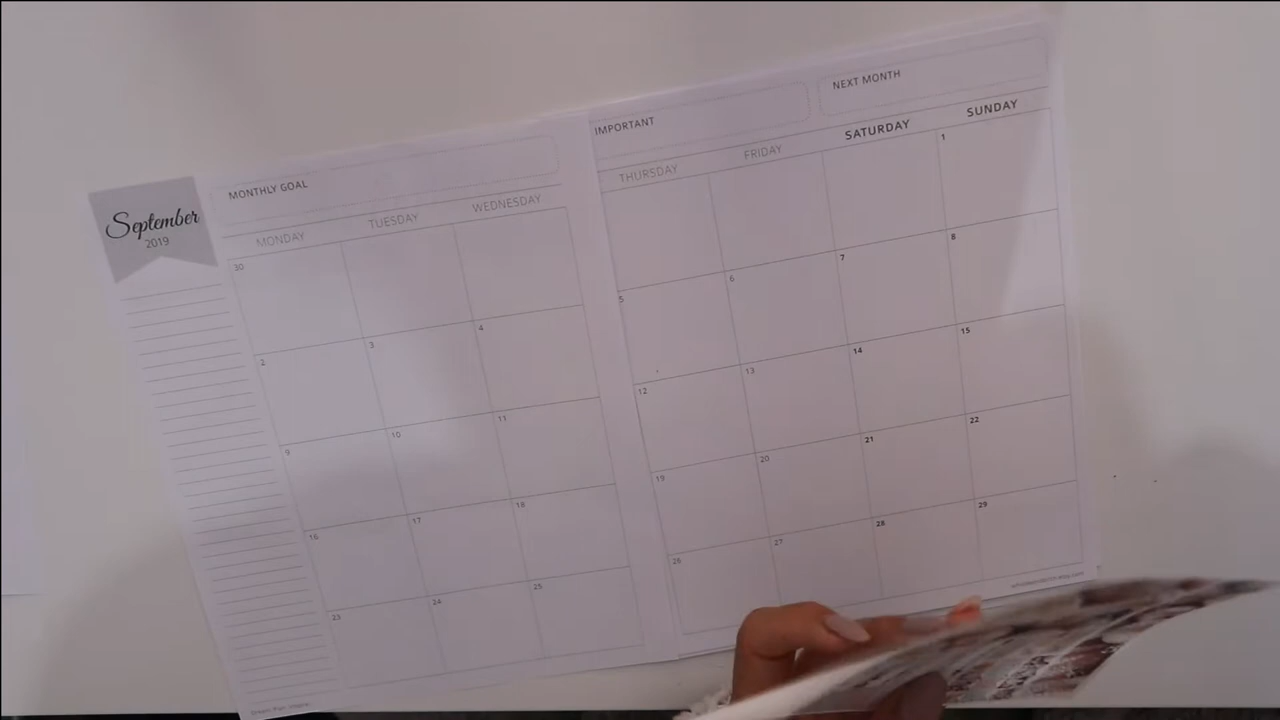 September
2019
MONTHLY GOAL
IMPORTANT
NEXT MONTH
MONDAY TUESDAY WEDNESDAY THURSDAY FRIDAY SATURDAY SUNDAY
30 1
2 3 4 5 6 7 8
9 10 11 12 13 14 15
16 17 18 19 20 21 22
23 24 25 26 27 28 29